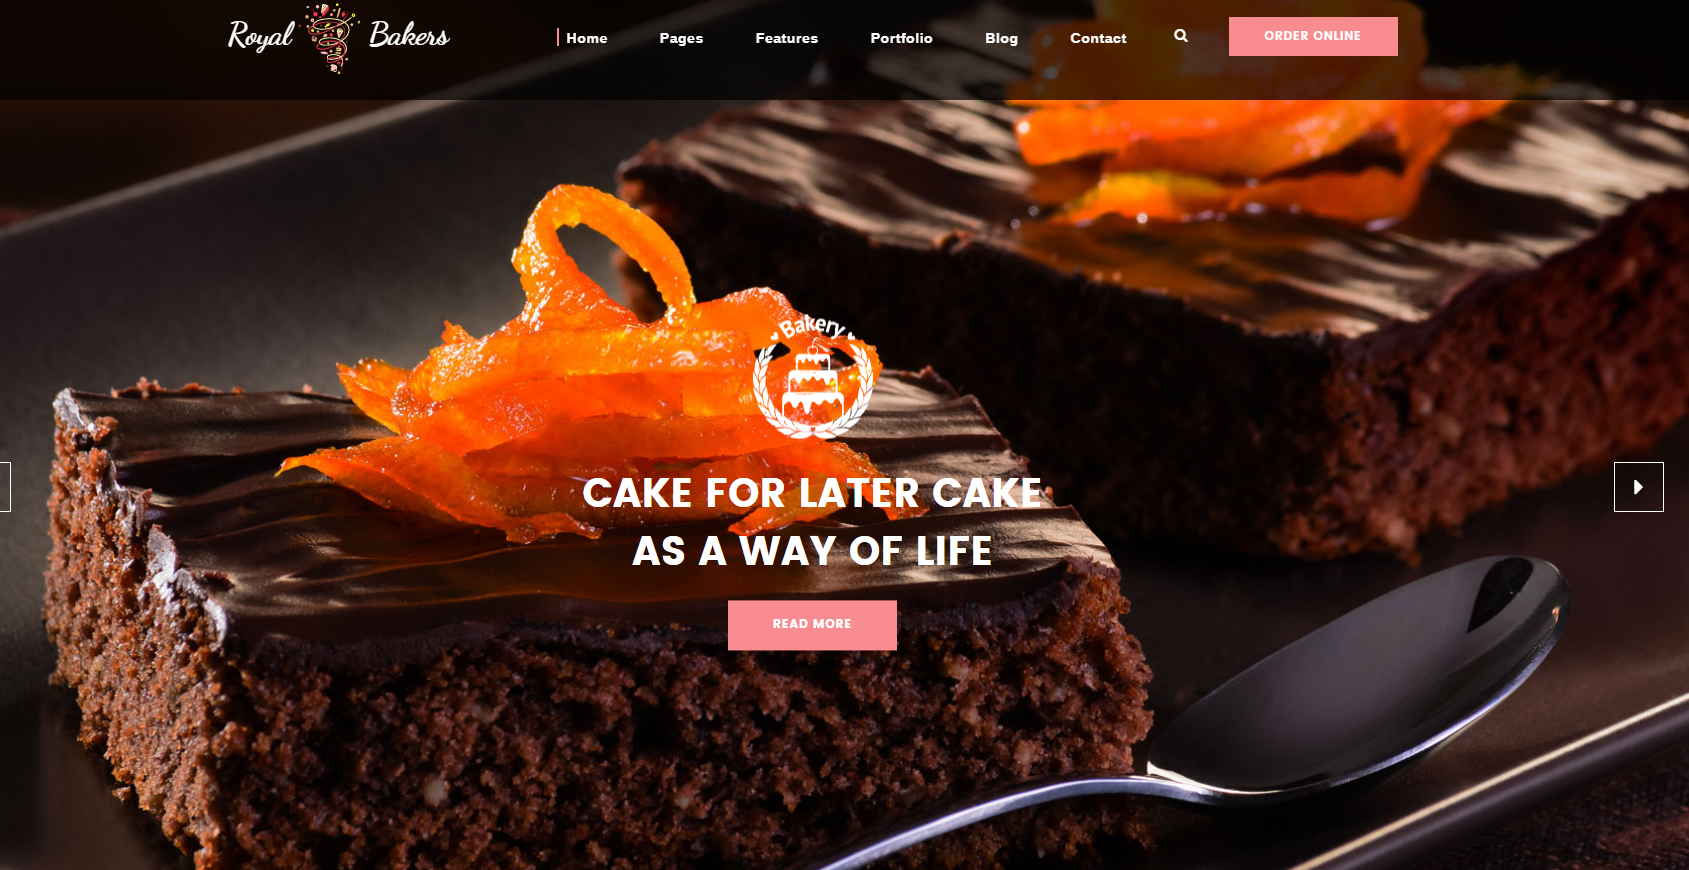 Royal Bakers
Home
Pages
Features
Portfolio
Blog
Contact
ORDER ONLINE
Bakery
CAKE FOR LATER CAKE
AS A WAY OF LIFE
READ MORE